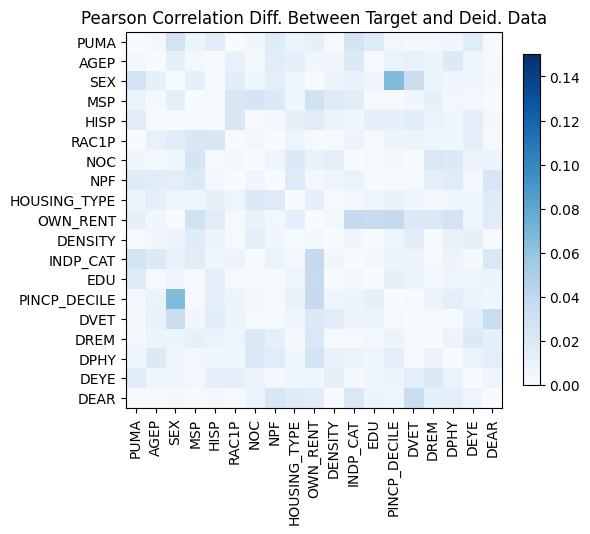 Pearson Correlation Diff. Between Target and Deid. Data
PUMA
AGEP
SEX
MSP
HISP
RAC1P
NOC
NPF
HOUSING_TYPE
OWN_RENT
DENSITY
INDP_CAT
EDU
PINCP_DECILE
DVET
DREM
DPHY
DEYE
DEAR
PUMA
AGEP
SEX
MSP
HISP
RAC1P
NOC
NPF
HOUSING_TYPE
OWN_RENT
DENSITY
INDP_CAT
EDU
PINCP_DECILE
DVET
DREM
DPHY
DEYE
DEAR
0.14
0.12
0.10
0.08
0.06
0.04
0.02
0.00